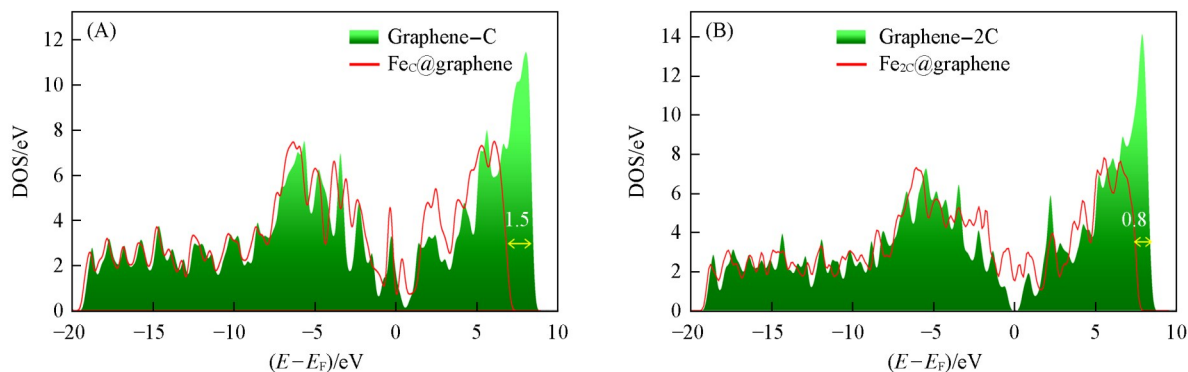 (A)
Graphene−C
Fe_C@graphene
DOS/eV
12
10
8
6
4
2
0
1.5
−20 −15 −10 −5 0 5 10
(E−E_F)/eV
(B)
Graphene−2C
Fe_2C@graphene
DOS/eV
14
12
10
8
6
4
2
0
0.8
−20 −15 −10 −5 0 5 10
(E−E_F)/eV